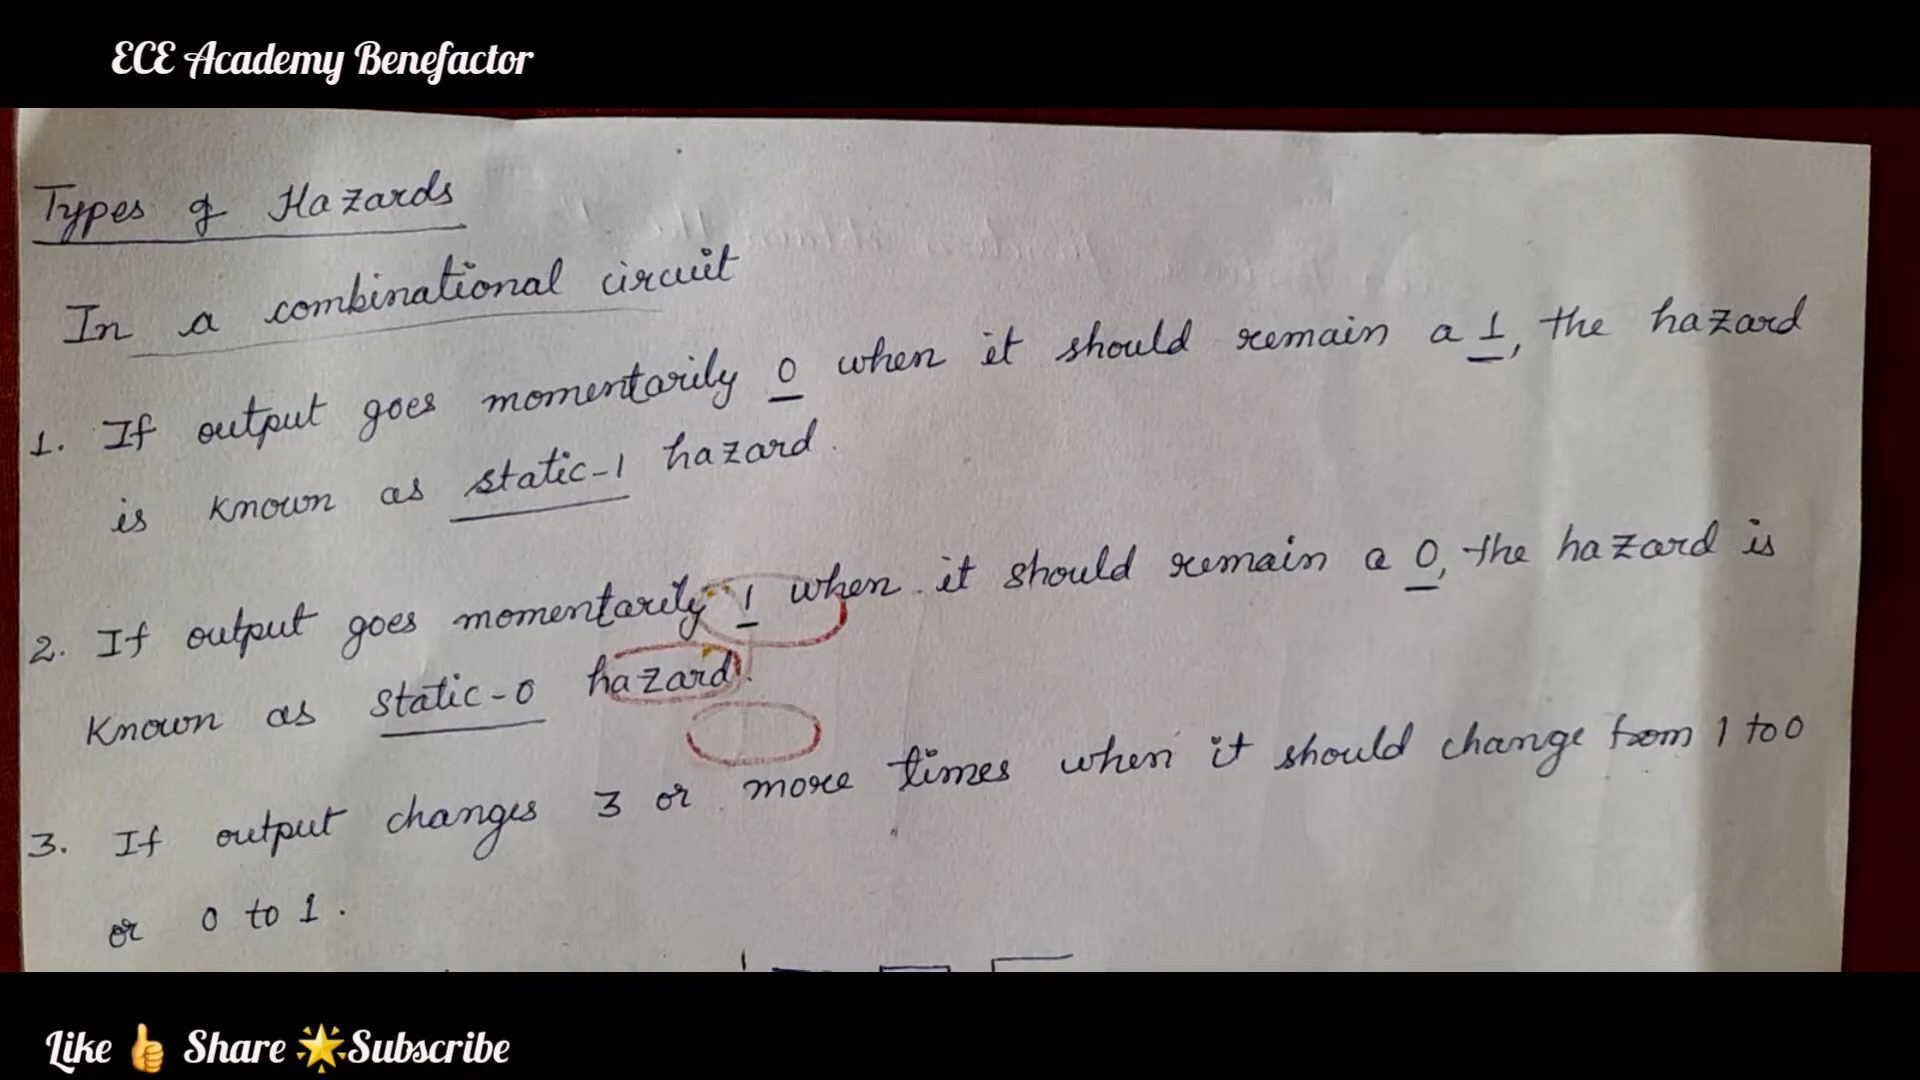 ECE Academy Benefactor
Types of Hazards
In a combinational circuit
1. If output goes momentarily 0 when it should remain a 1, the hazard
is known as static-1 hazard.
2. If output goes momentarily 1 when it should remain a 0, the hazard is
known as static-0 hazard.
3. If output changes 3 or more times when it should change from 1 to 0
or 0 to 1.
Like 👍 Share 🌟Subscribe